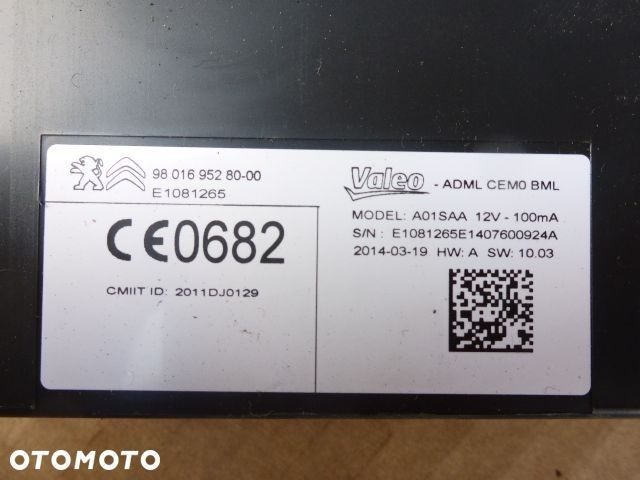 98 016 952 80-00
E1081265
CE0682
CMIIT ID: 2011DJ0129
Valeo - ADML CEM0 BML
MODEL: A01SAA 12V - 100mA
S/N : E1081265E1407600924A
2014-03-19 HW: A SW: 10.03
OTOMOTO